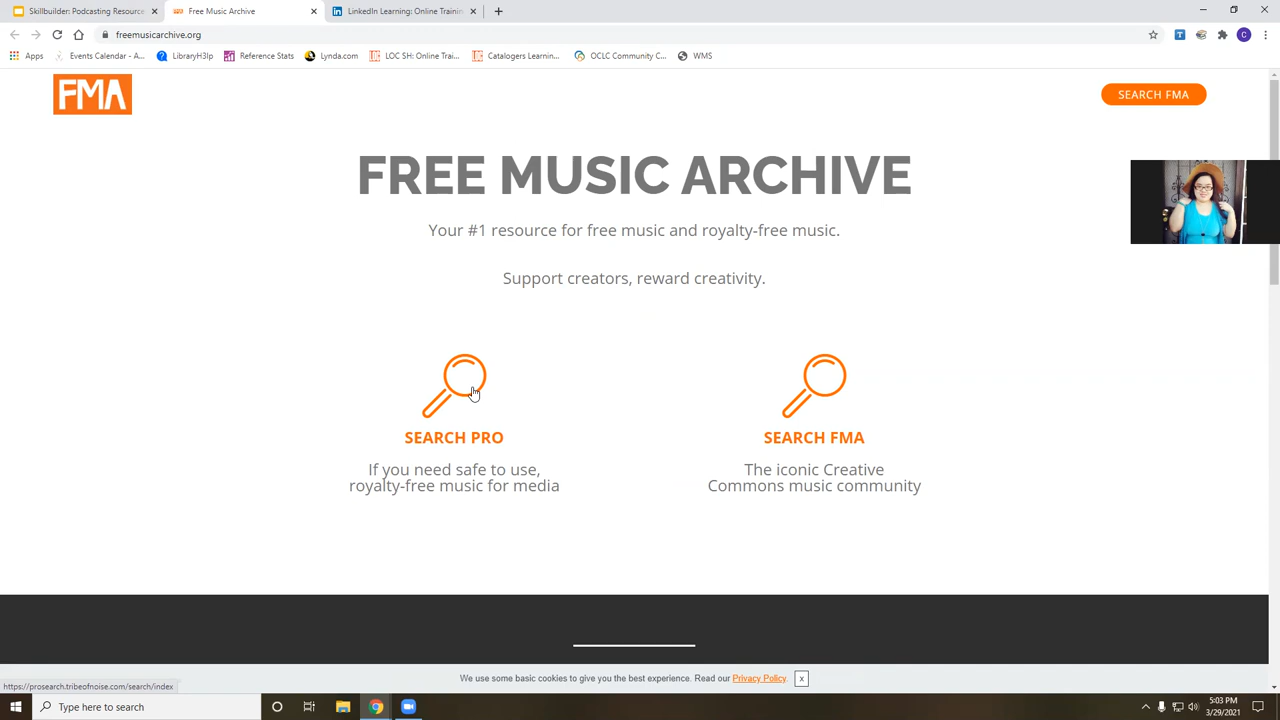 Skillbuilder: Podcasting Resource
Free Music Archive
LinkedIn Learning: Online Trainin
freemusicarchive.org
C
Apps
Events Calendar - A...
LibraryH3lp
Reference Stats
Lynda.com
LOC SH: Online Trai...
Catalogers Learnin...
OCLC Community C...
WMS
FMA
SEARCH FMA
FREE MUSIC ARCHIVE
Your #1 resource for free music and royalty-free music.
Support creators, reward creativity.
SEARCH PRO
If you need safe to use,
royalty-free music for media
SEARCH FMA
The iconic Creative
Commons music community
We use some basic cookies to give you the best experience. Read our Privacy Policy. x
https://prosearch.tribeofnoise.com/search/index
Type here to search
5:03 PM
3/29/2021